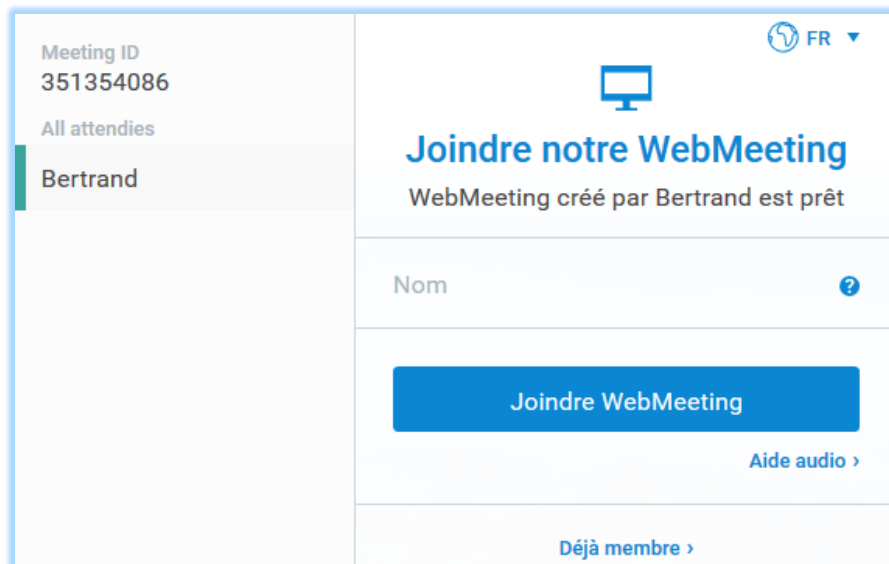 Meeting ID
351354086
All attendies
Bertrand
FR
Joindre notre WebMeeting
WebMeeting créé par Bertrand est prêt
Nom
Joindre WebMeeting
Aide audio ›
Déjà membre ›